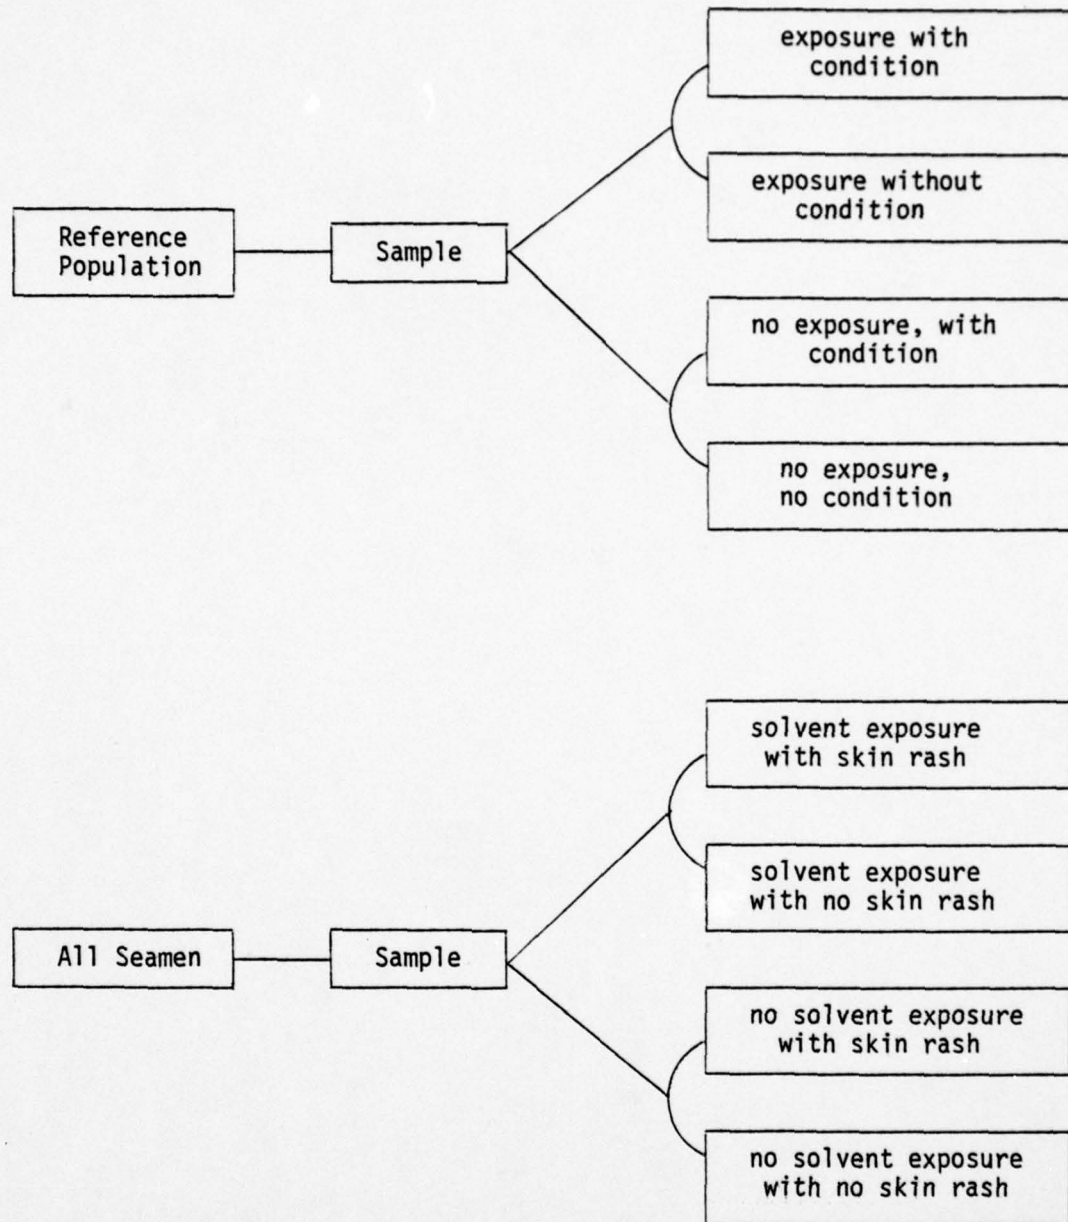 exposure with
condition
exposure without
condition
Reference
Population
Sample
no exposure, with
condition
no exposure,
no condition
solvent exposure
with skin rash
solvent exposure
with no skin rash
All Seamen
Sample
no solvent exposure
with skin rash
no solvent exposure
with no skin rash